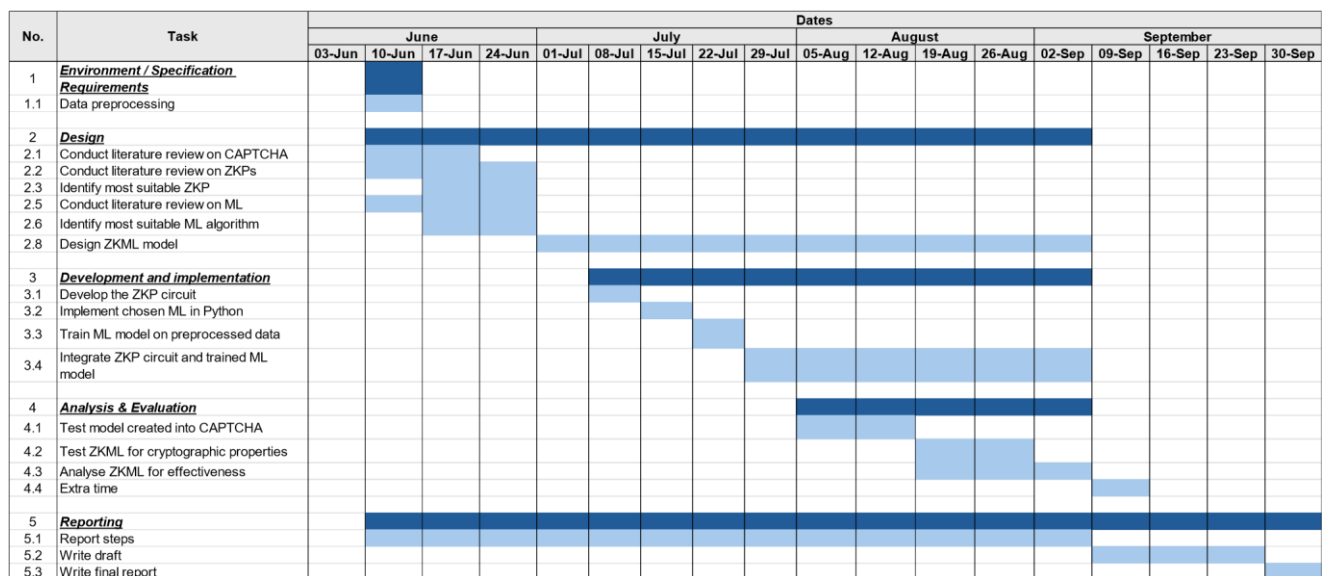 Dates
No. Task June July August September
03-Jun 10-Jun 17-Jun 24-Jun 01-Jul 08-Jul 15-Jul 22-Jul 29-Jul 05-Aug 12-Aug 19-Aug 26-Aug 02-Sep 09-Sep 16-Sep 23-Sep 30-Sep
1 Environment / Specification
Requirements
1.1 Data preprocessing
2 Design
2.1 Conduct literature review on CAPTCHA
2.2 Conduct literature review on ZKPs
2.3 Identify most suitable ZKP
2.5 Conduct literature review on ML
2.6 Identify most suitable ML algorithm
2.8 Design ZKML model
3 Development and implementation
3.1 Develop the ZKP circuit
3.2 Implement chosen ML in Python
3.3 Train ML model on preprocessed data
3.4 Integrate ZKP circuit and trained ML
model
4 Analysis & Evaluation
4.1 Test model created into CAPTCHA
4.2 Test ZKML for cryptographic properties
4.3 Analyse ZKML for effectiveness
4.4 Extra time
5 Reporting
5.1 Report steps
5.2 Write draft
5.3 Write final report